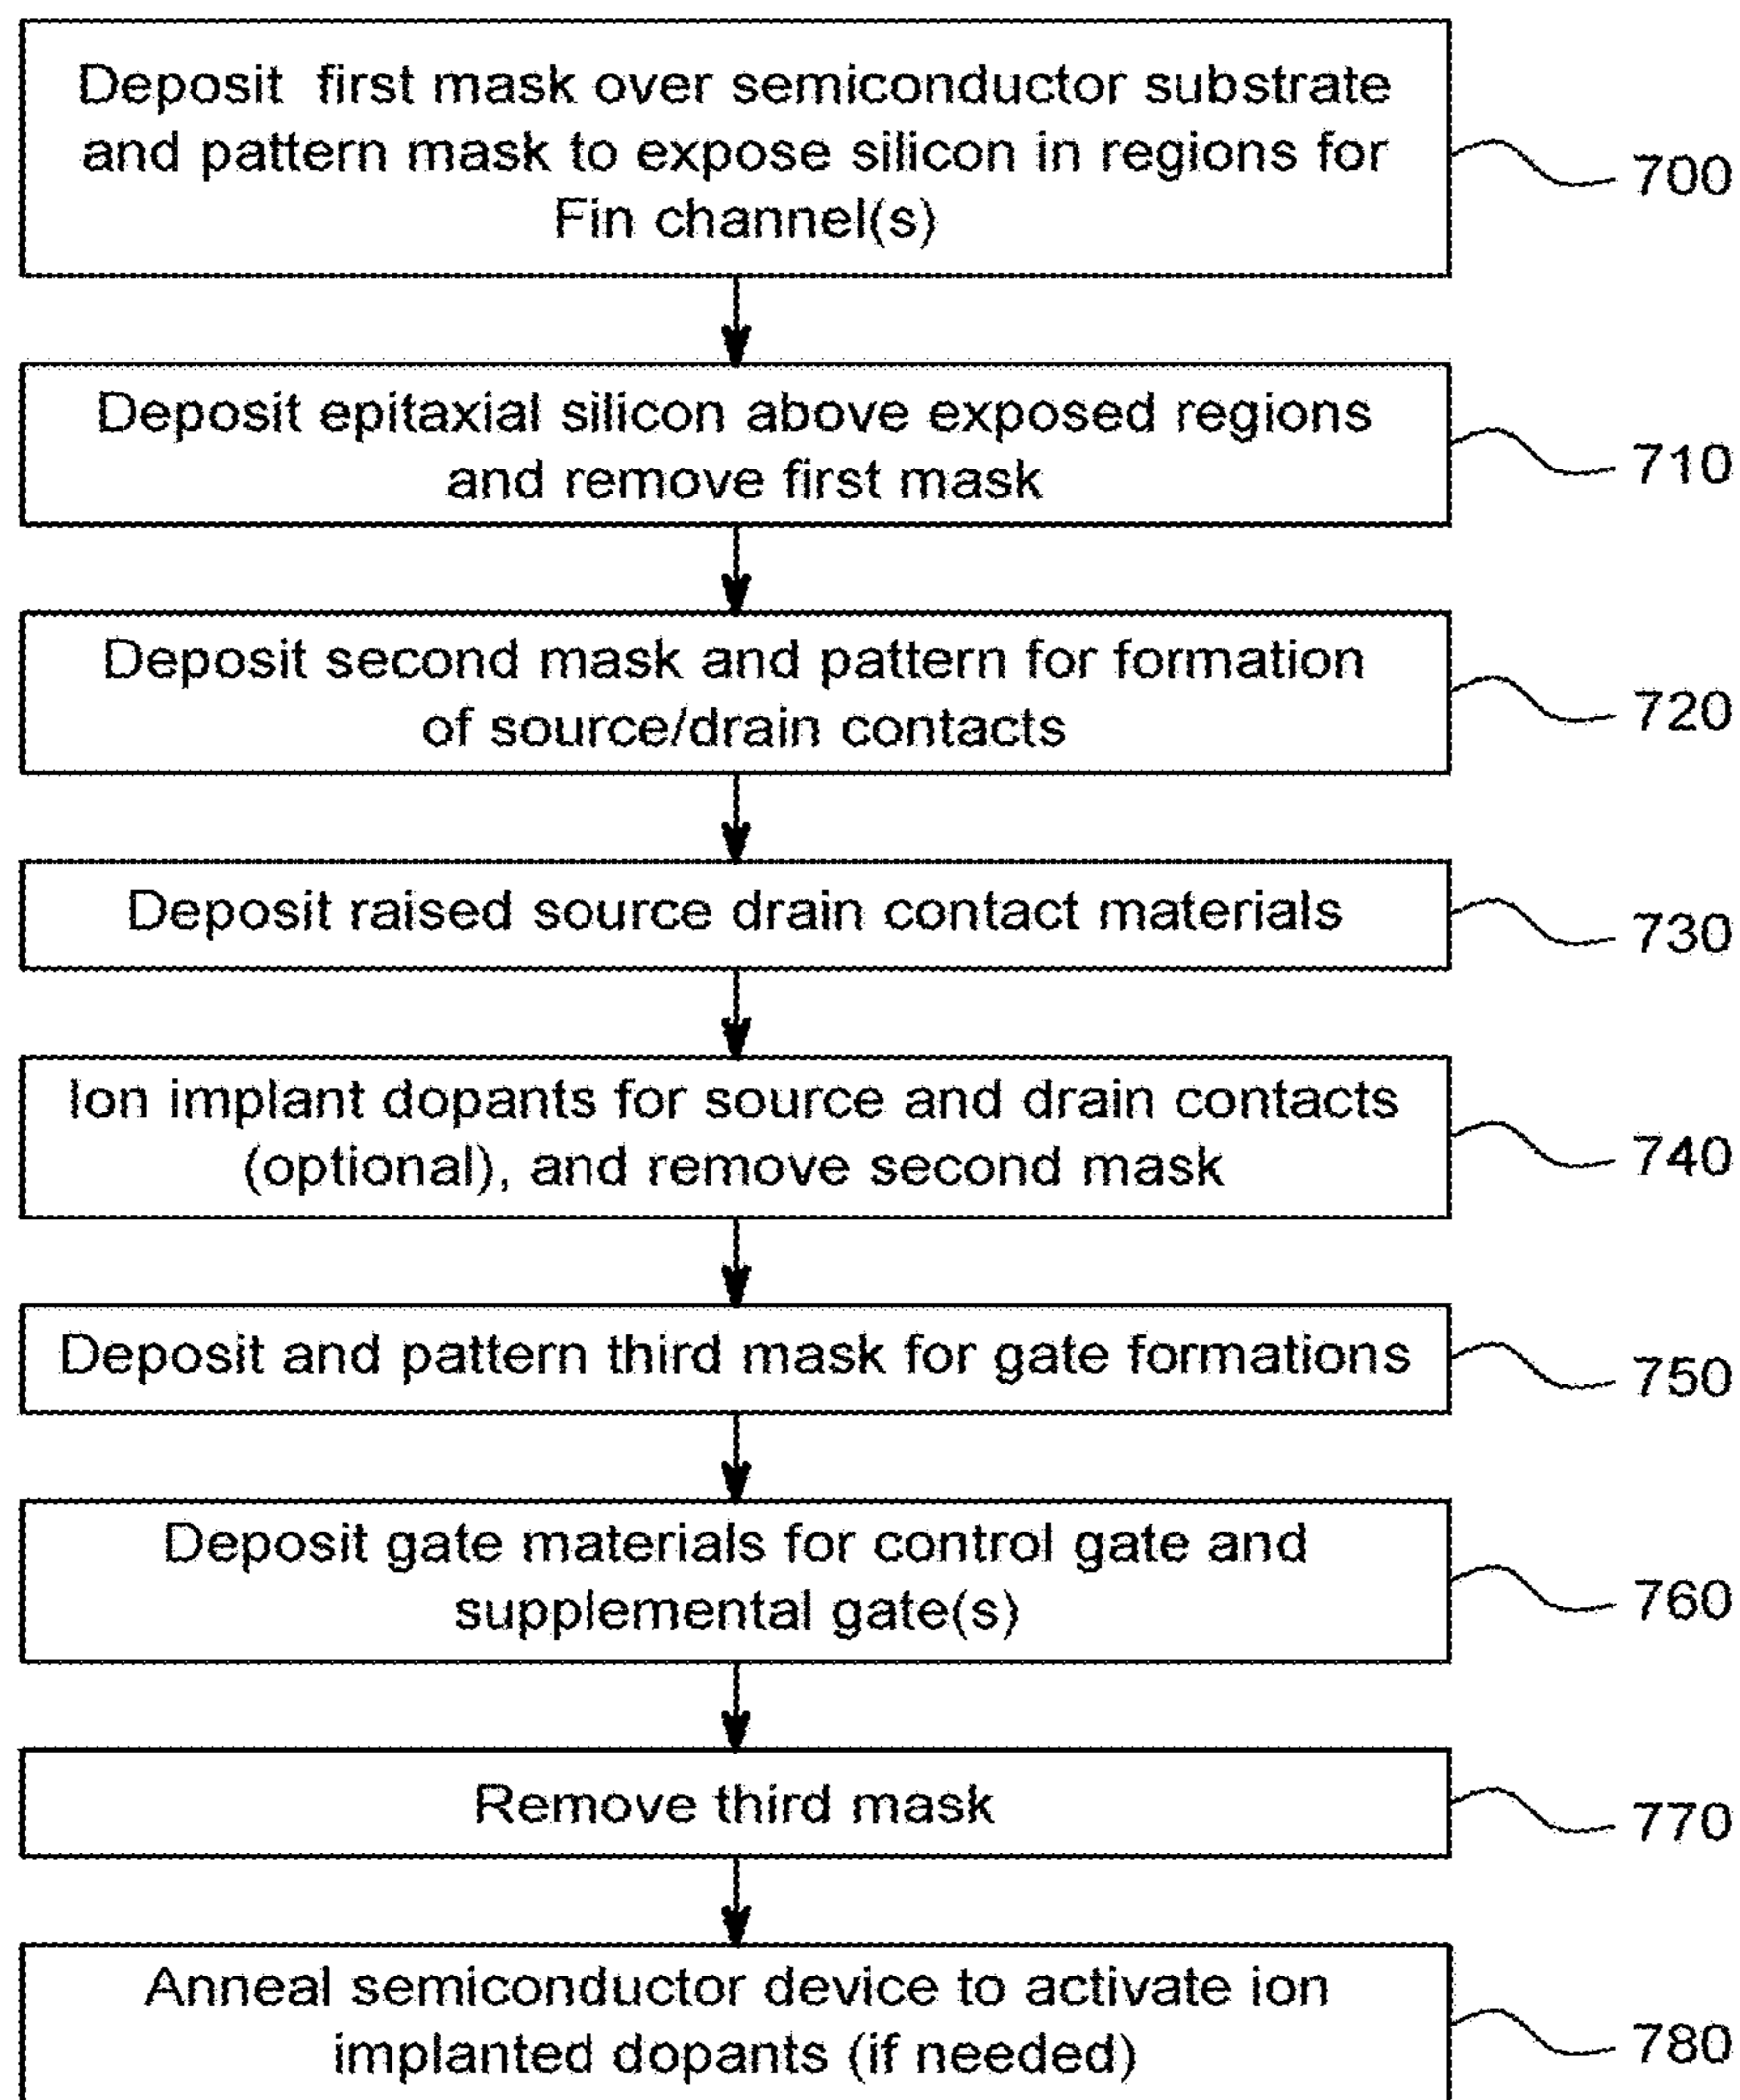 Deposit first mask over semiconductor substrate
and pattern mask to expose silicon in regions for
Fin channel(s)
700
Deposit epitaxial silicon above exposed regions
and remove first mask
710
Deposit second mask and pattern for formation
of source/drain contacts
720
Deposit raised source drain contact materials
730
Ion implant dopants for source and drain contacts
(optional), and remove second mask
740
Deposit and pattern third mask for gate formations
750
Deposit gate materials for control gate and
supplemental gate(s)
760
Remove third mask
770
Anneal semiconductor device to activate ion
implanted dopants (if needed)
780